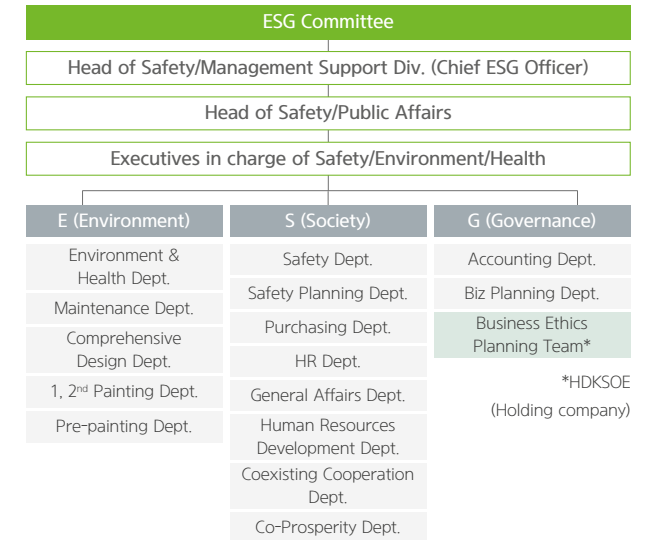 ESG Committee
Head of Safety/Management Support Div. (Chief ESG Officer)
Head of Safety/Public Affairs
Executives in charge of Safety/Environment/Health
E (Environment)
Environment &
Health Dept.
Maintenance Dept.
Comprehensive
Design Dept.
1, 2nd Painting Dept.
Pre-painting Dept.
S (Society)
Safety Dept.
Safety Planning Dept.
Purchasing Dept.
HR Dept.
General Affairs Dept.
Human Resources
Development Dept.
Coexisting Cooperation
Dept.
Co-Prosperity Dept.
G (Governance)
Accounting Dept.
Biz Planning Dept.
Business Ethics
Planning Team*
*HDKSOE
(Holding company)